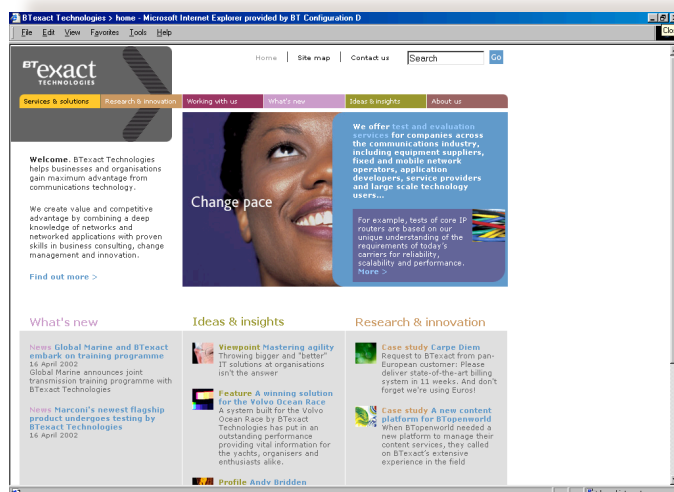 BTexact Technologies > home - Microsoft Internet Explorer provided by BT Configuration D
File Edit View Favorites Tools Help
Clo
Home | Site map | Contact us Search Go
BTexact
TECHNOLOGIES
Services & solutions Research & innovation Working with us What's new Ideas & insights About us
Welcome. BTexact Technologies
helps businesses and organisations
gain maximum advantage from
communications technology.
We create value and competitive
advantage by combining a deep
knowledge of networks and
networked applications with proven
skills in business consulting, change
management and innovation.
Find out more >
Change pace
We offer test and evaluation
services for companies across
the communications industry,
including equipment suppliers,
fixed and mobile network
operators, application
developers, service providers
and large scale technology
users...
For example, tests of core IP
routers are based on our
unique understanding of the
requirements of today's
carriers for reliability,
scalability and performance.
More >
What's new
News Global Marine and BTexact
embark on training programme
16 April 2002
Global Marine announces joint
transmission training programme with
BTexact Technologies
News Marconi's newest flagship
product undergoes testing by
BTexact Technologies
16 April 2002
Ideas & insights
Viewpoint Mastering agility
Throwing bigger and "better"
IT solutions at organisations
isn't the answer
Feature A winning solution
for the Volvo Ocean Race
A system built for the Volvo
Ocean Race by BTexact
Technologies has put in an
outstanding performance
providing vital information for
the yachts, organisers and
enthusiasts alike.
Profile Andy Bridden
Research & innovation
Case study Carpe Diem
Request to BTexact from pan-
European customer: Please
deliver state-of-the-art billing
system in 11 weeks. And don't
forget we're using Euros!
Case study A new content
platform for BTopenworld
When BTopenworld needed a
new platform to manage their
content services, they called
on BTexact's extensive
experience in the field